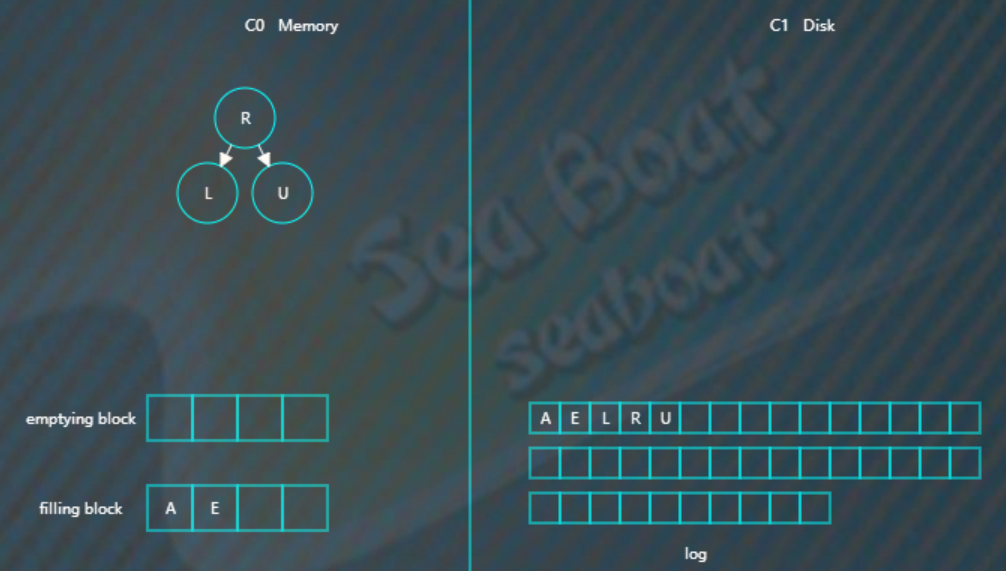 C0 Memory
C1 Disk
R
L U
Sea Boat
seaboat
emptying block
A E L R U
filling block
A E
log